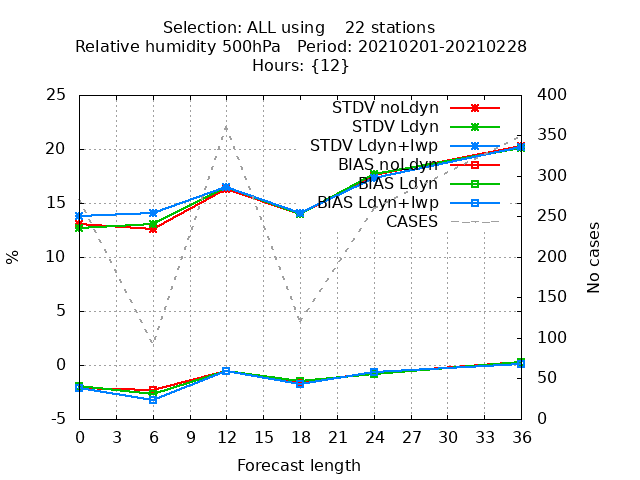 Selection: ALL using    22 stations
Relative humidity 500hPa   Period: 20210201-20210228
Hours: {12}
STDV noLdyn
STDV Ldyn
STDV Ldyn+lwp
BIAS noLdyn
BIAS Ldyn
BIAS Ldyn+lwp
CASES
25
20
15
10
5
0
-5
%
400
350
300
250
200
150
100
50
0
No cases
0 3 6 9 12 15 18 21 24 27 30 33 36
Forecast length